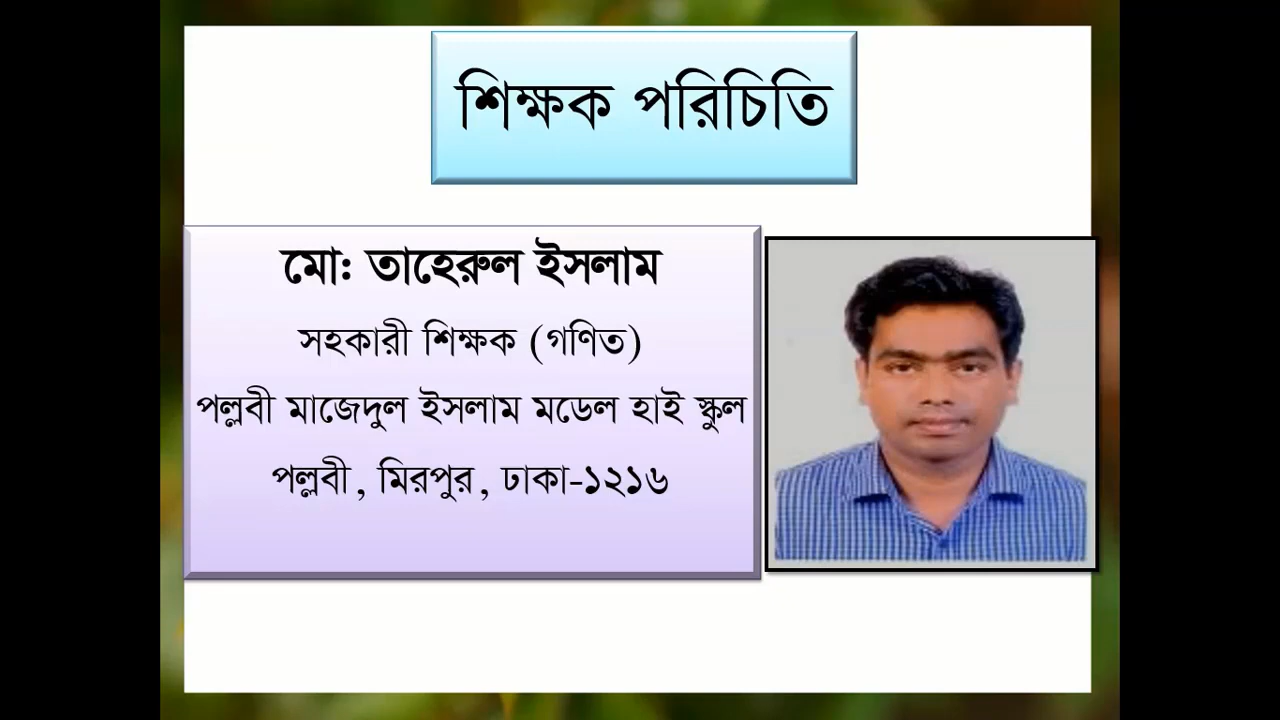 শিক্ষক পরিচিতি
মো: তাহেরুল ইসলাম
সহকারী শিক্ষক (গণিত)
পল্লবী মাজেদুল ইসলাম মডেল হাই স্কুল
পল্লবী, মিরপুর, ঢাকা-১২১৬